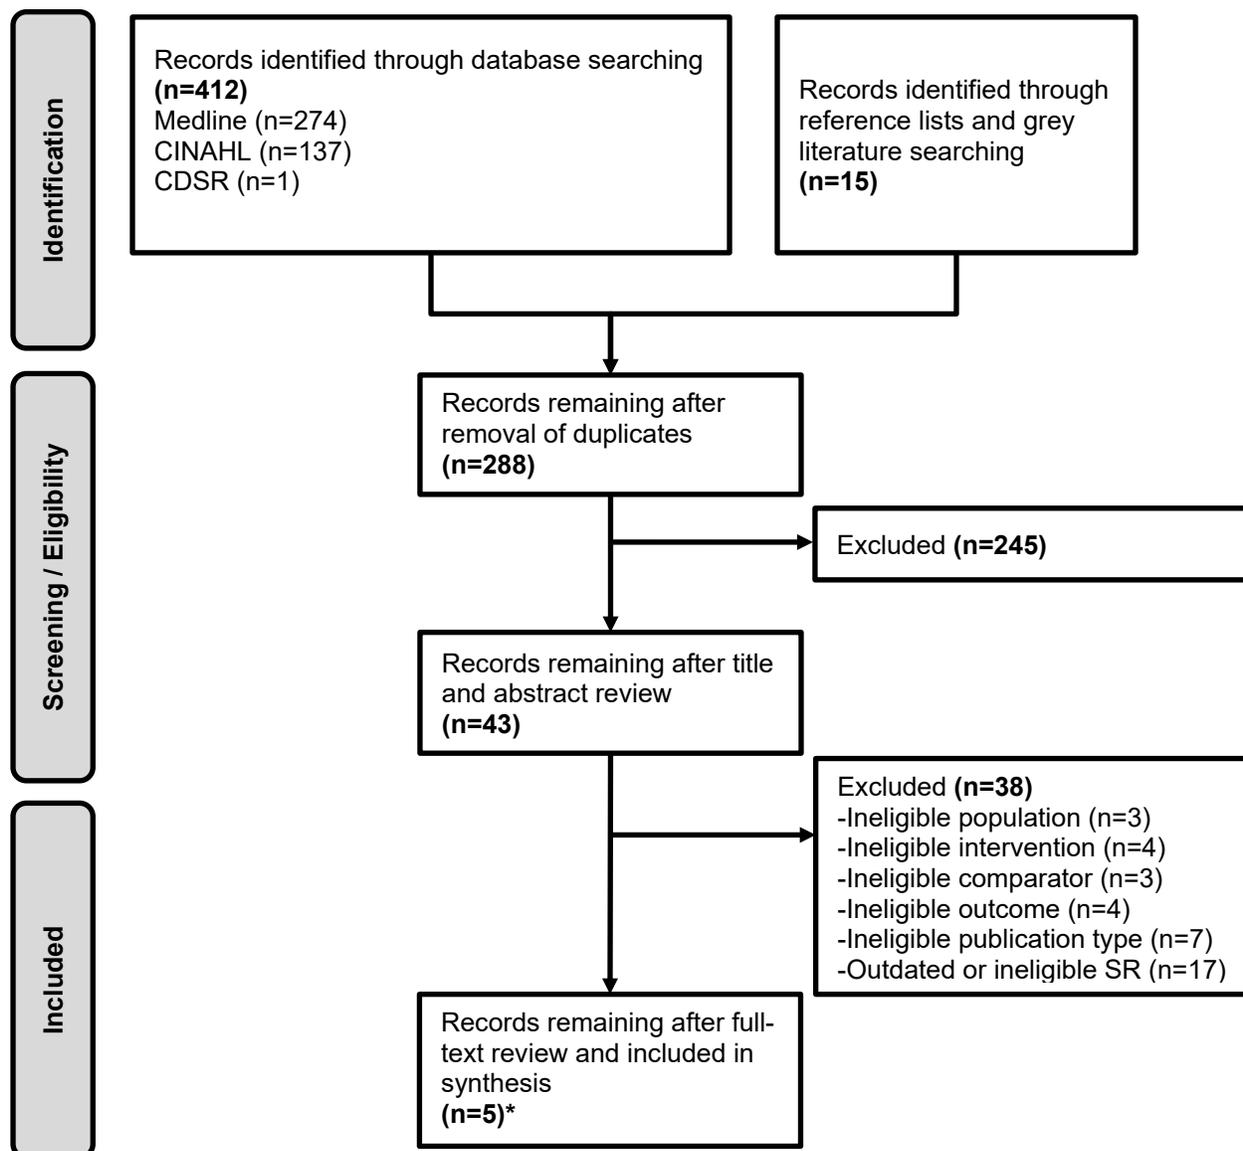 Identification
Records identified through database searching
(n=412)
Medline (n=274)
CINAHL (n=137)
CDSR (n=1)
Records identified through
reference lists and grey
literature searching
(n=15)
Screening / Eligibility
Records remaining after
removal of duplicates
(n=288)
Excluded (n=245)
Records remaining after title
and abstract review
(n=43)
Excluded (n=38)
-Ineligible population (n=3)
-Ineligible intervention (n=4)
-Ineligible comparator (n=3)
-Ineligible outcome (n=4)
-Ineligible publication type (n=7)
-Outdated or ineligible SR (n=17)
Included
Records remaining after full-
text review and included in
synthesis
(n=5)*